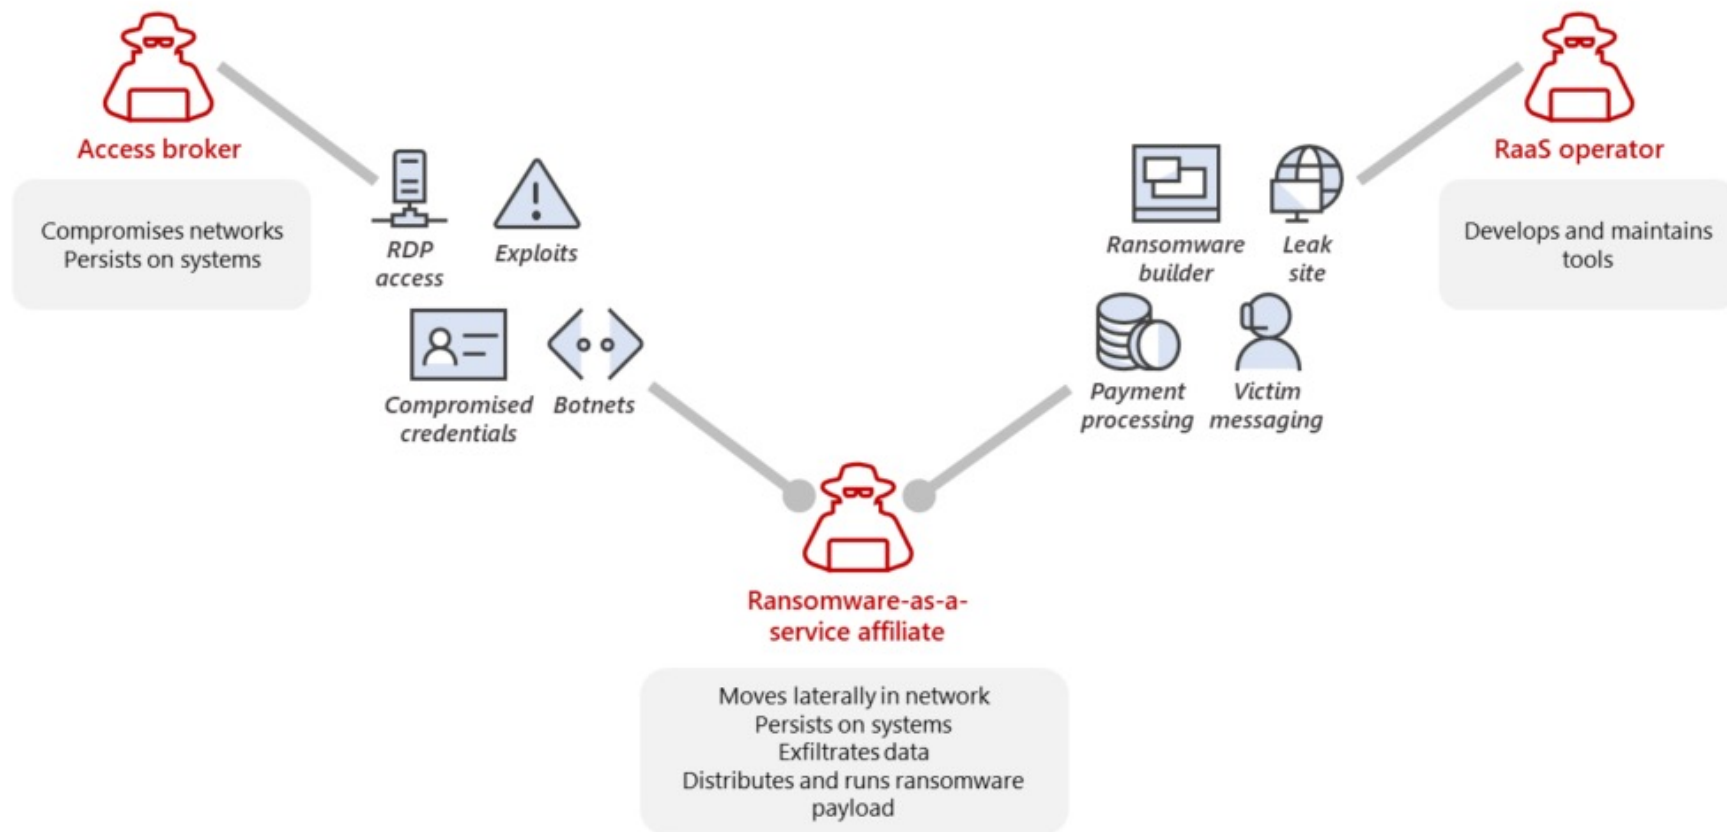 Access broker
Compromises networks
Persists on systems
RDP
access
Exploits
Compromised
credentials
Botnets
RaaS operator
Develops and maintains
tools
Ransomware
builder
Leak
site
Payment
processing
Victim
messaging
Ransomware-as-a-
service affiliate
Moves laterally in network
Persists on systems
Exfiltrates data
Distributes and runs ransomware
payload